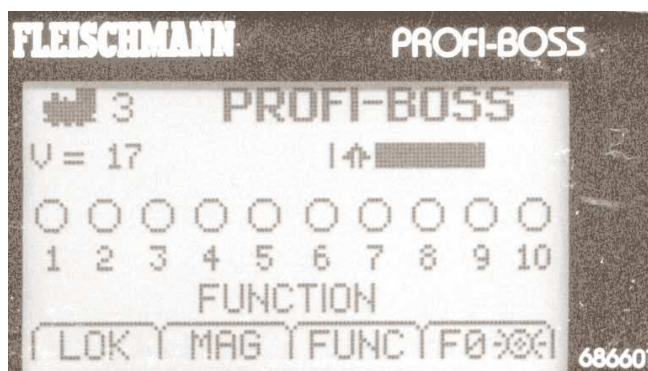 FLEISCHMANN PROFI-BOSS
3 PROFI-BOSS
V = 17
1 2 3 4 5 6 7 8 9 10
FUNCTION
LOK MAG FUNC F0
686601